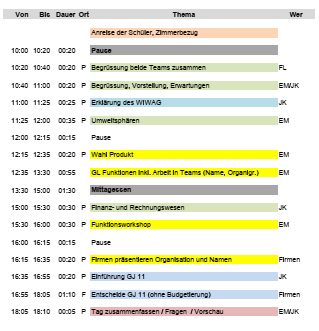 Von Bis Dauer Ort Thema Wer
Anreise der Schüler, Zimmerbezug
10:00 10:20 00:20 Pause
10:20 10:40 00:20 P Begrüssung beide Teams zusammen FL
10:40 11:00 00:20 P Begrüssung, Vorstellung, Erwartungen EM/JK
11:00 11:25 00:25 P Erklärung des WIWAG JK
11:25 12:00 00:35 P Umweltsphären EM
12:00 12:15 00:15 Pause
12:15 12:35 00:20 P Wahl Produkt EM
12:35 13:30 00:55 GL Funktionen inkl. Arbeit in Teams (Name, Organigr.) EM
13:30 15:00 01:30 Mittagessen
15:00 15:30 00:30 P Finanz- und Rechnungswesen JK
15:30 16:00 00:30 P Funktionsworkshop EM
16:00 16:15 00:15 Pause
16:15 16:35 00:20 P Firmen präsentieren Organisation und Namen Firmen
16:35 16:55 00:20 P Einführung GJ 11 JK
16:55 18:05 01:10 F Entscheide GJ 11 (ohne Budgetierung) Firmen
18:05 18:10 00:05 P Tag zusammenfassen / Fragen / Vorschau EM/JK